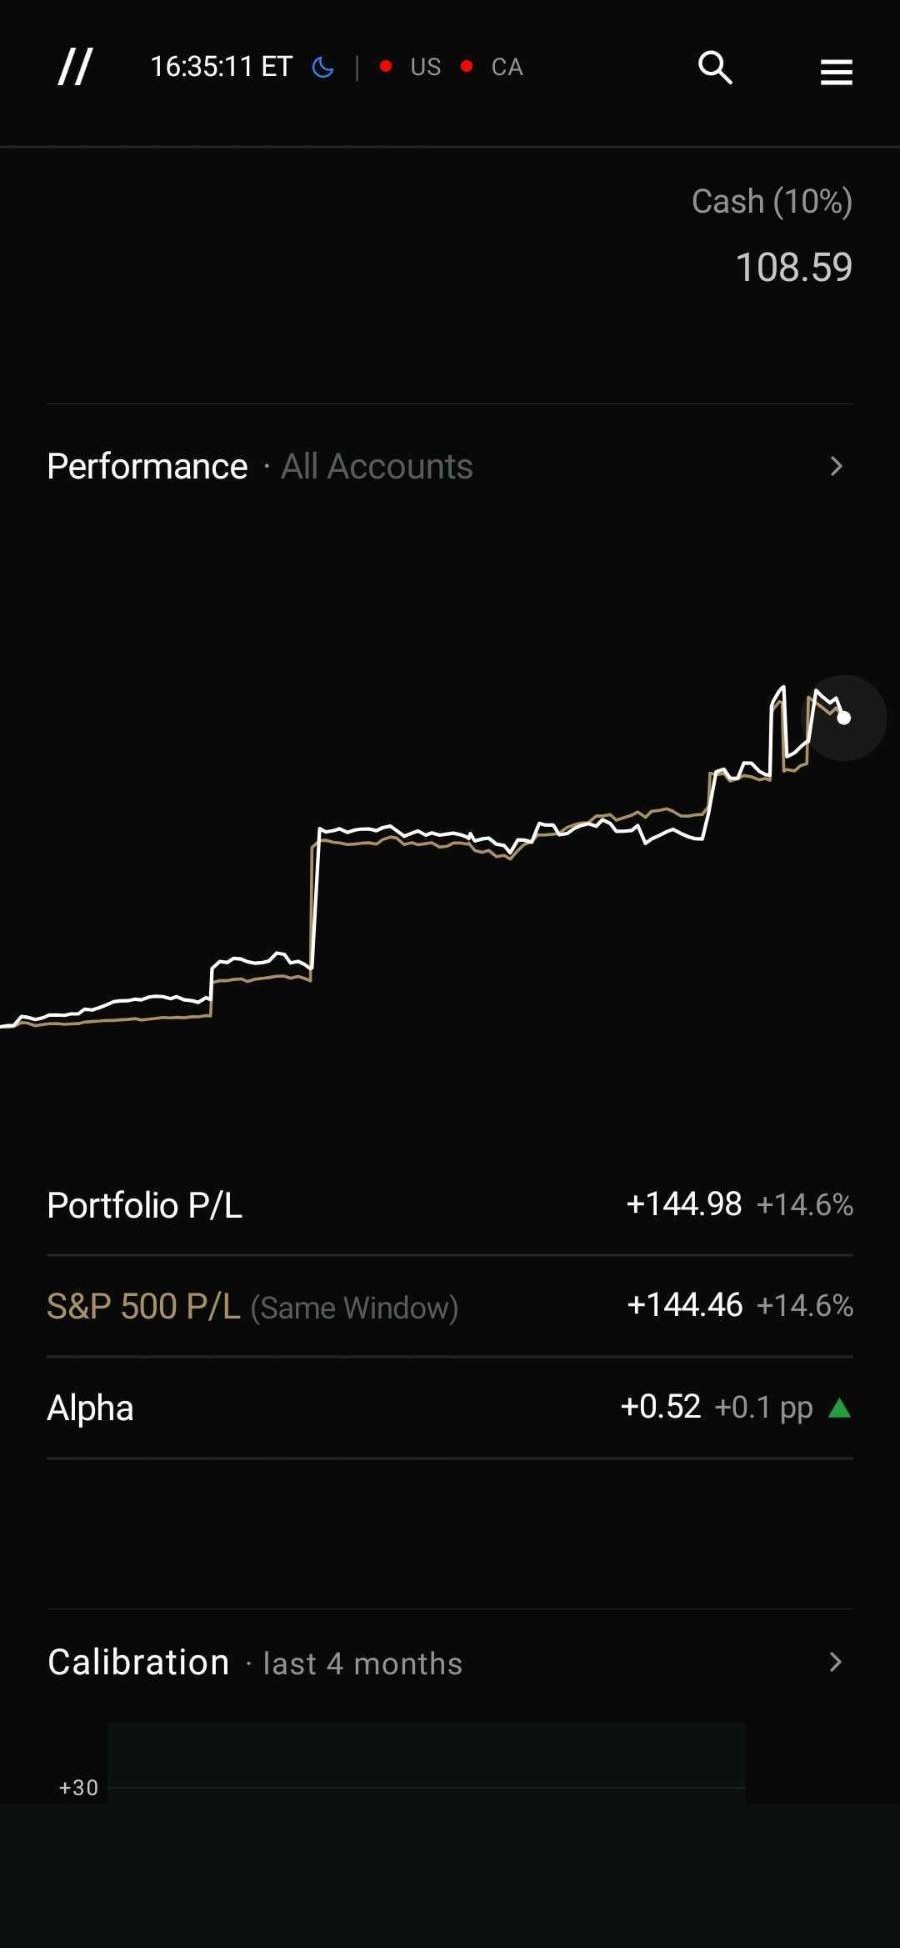 // 16:35:11 ET | US CA
Cash (10%)
108.59
Performance · All Accounts
Portfolio P/L +144.98 +14.6%
S&P 500 P/L (Same Window) +144.46 +14.6%
Alpha +0.52 +0.1 pp
Calibration · last 4 months
+30